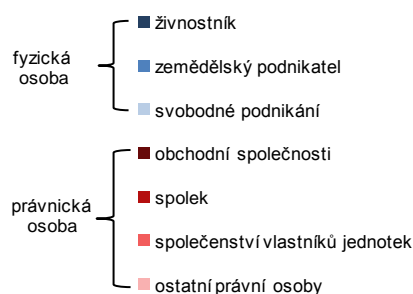 fyzická
osoba
živnostník
zemědělský podnikatel
svobodné podnikání
právnická
osoba
obchodní společnosti
spolek
společenství vlastníků jednotek
ostatní právní osoby